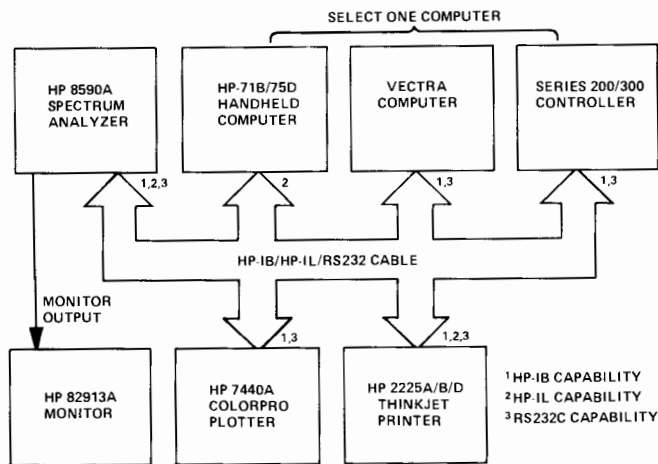 SELECT ONE COMPUTER
HP 8590A
SPECTRUM
ANALYZER
HP-71B/75D
HANDHELD
COMPUTER
VECTRA
COMPUTER
SERIES 200/300
CONTROLLER
1,2,3
2
1,3
1,3
HP-IB/HP-IL/RS232 CABLE
MONITOR
OUTPUT
1,3
1,2,3
HP 82913A
MONITOR
HP 7440A
COLORPRO
PLOTTER
HP 2225A/B/D
THINKJET
PRINTER
¹HP-IB CAPABILITY
²HP-IL CAPABILITY
³RS232C CAPABILITY